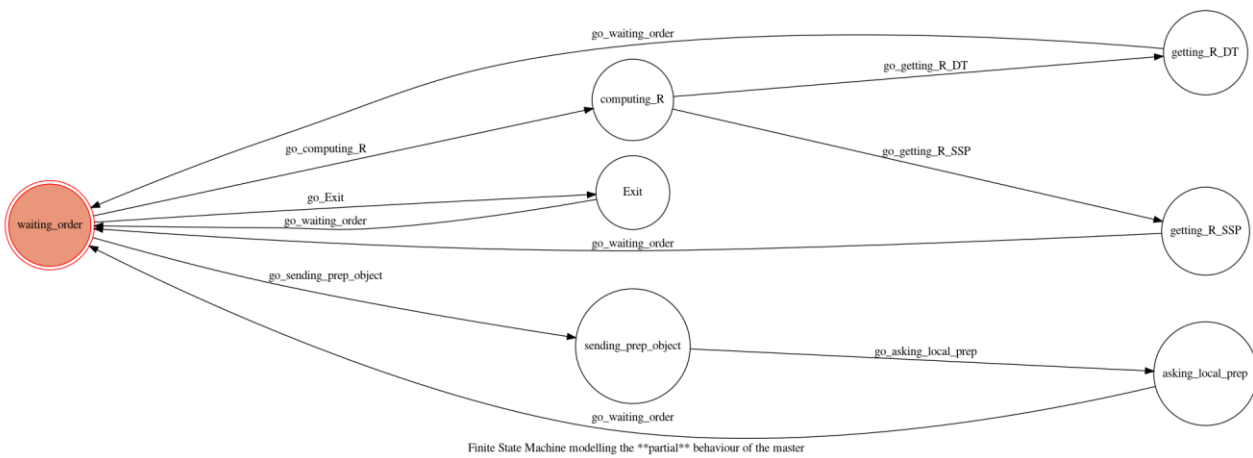 go_waiting_order
getting_R_DT
go_getting_R_DT
computing_R
go_computing_R
go_getting_R_SSP
Exit
go_Exit
go_waiting_order
waiting_order
getting_R_SSP
go_waiting_order
go_sending_prep_object
sending_prep_object
go_asking_local_prep
asking_local_prep
go_waiting_order
Finite State Machine modelling the **partial** behaviour of the master